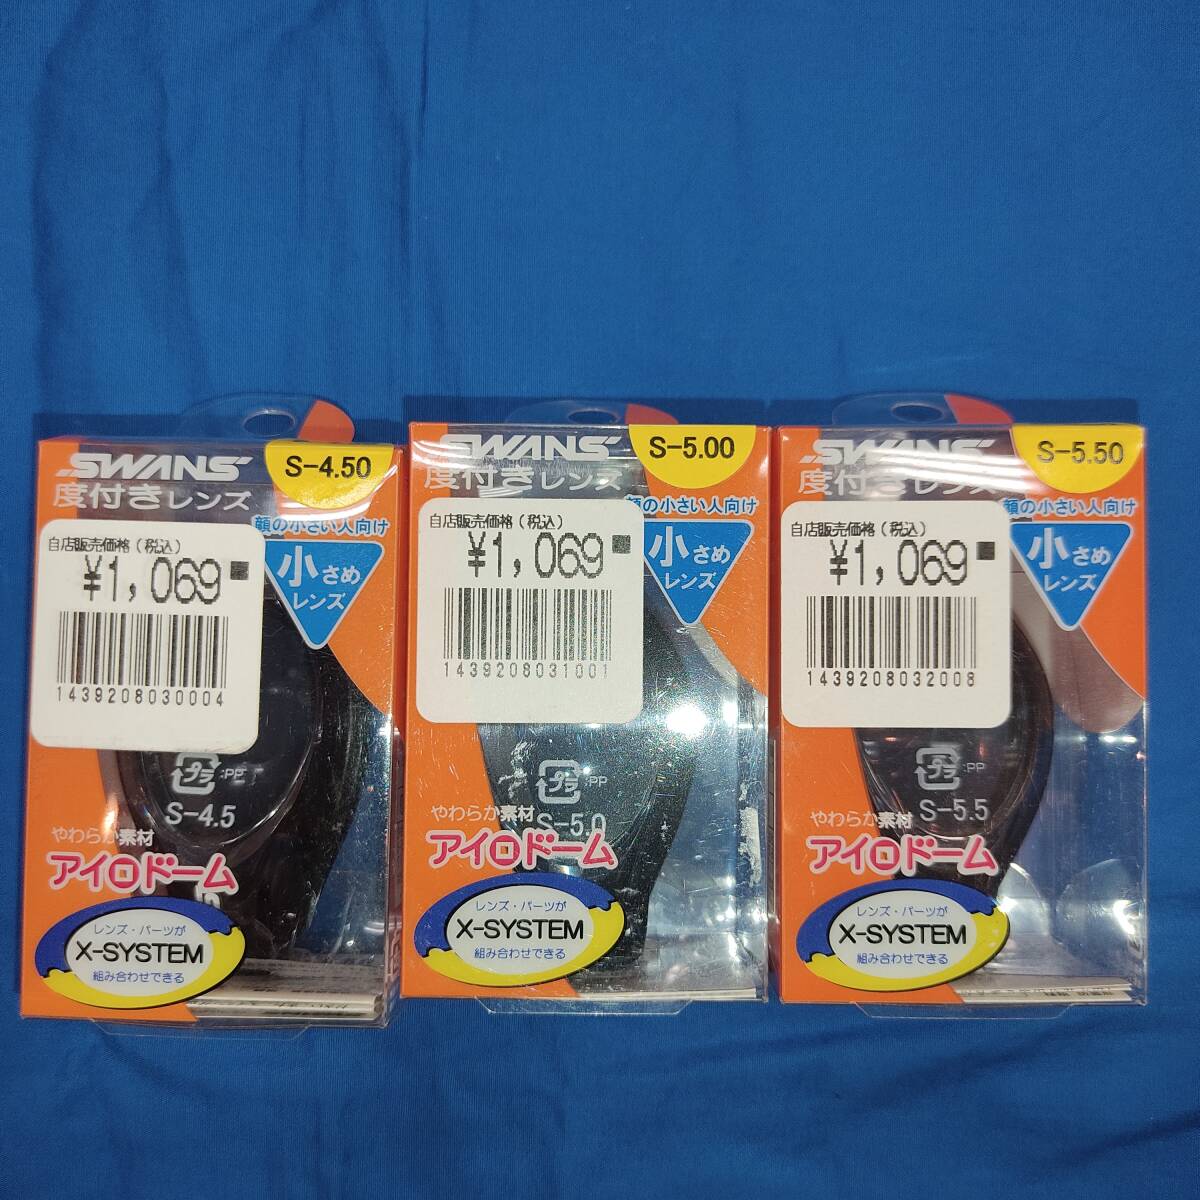 SWANS
S-4.50
度付きレンズ
顔の小さい人向け
小さめ
レンズ
自店販売価格(税込)
¥1,069
1439208030004
プラ :PP
S-4.5
やわらか素材
アイロドーム
レンズ・パーツが
X-SYSTEM
組み合わせできる
SWANS
S-5.00
度付きレンズ
顔の小さい人向け
小さめ
レンズ
自店販売価格(税込)
¥1,069
1439208031001
プラ :PP
S-5.0
やわらか素材
アイロドーム
レンズ・パーツが
X-SYSTEM
組み合わせできる
SWANS
S-5.50
度付きレンズ
顔の小さい人向け
小さめ
レンズ
自店販売価格(税込)
¥1,069
1439208032008
プラ :PP
S-5.5
やわらか素材
アイロドーム
レンズ・パーツが
X-SYSTEM
組み合わせできる